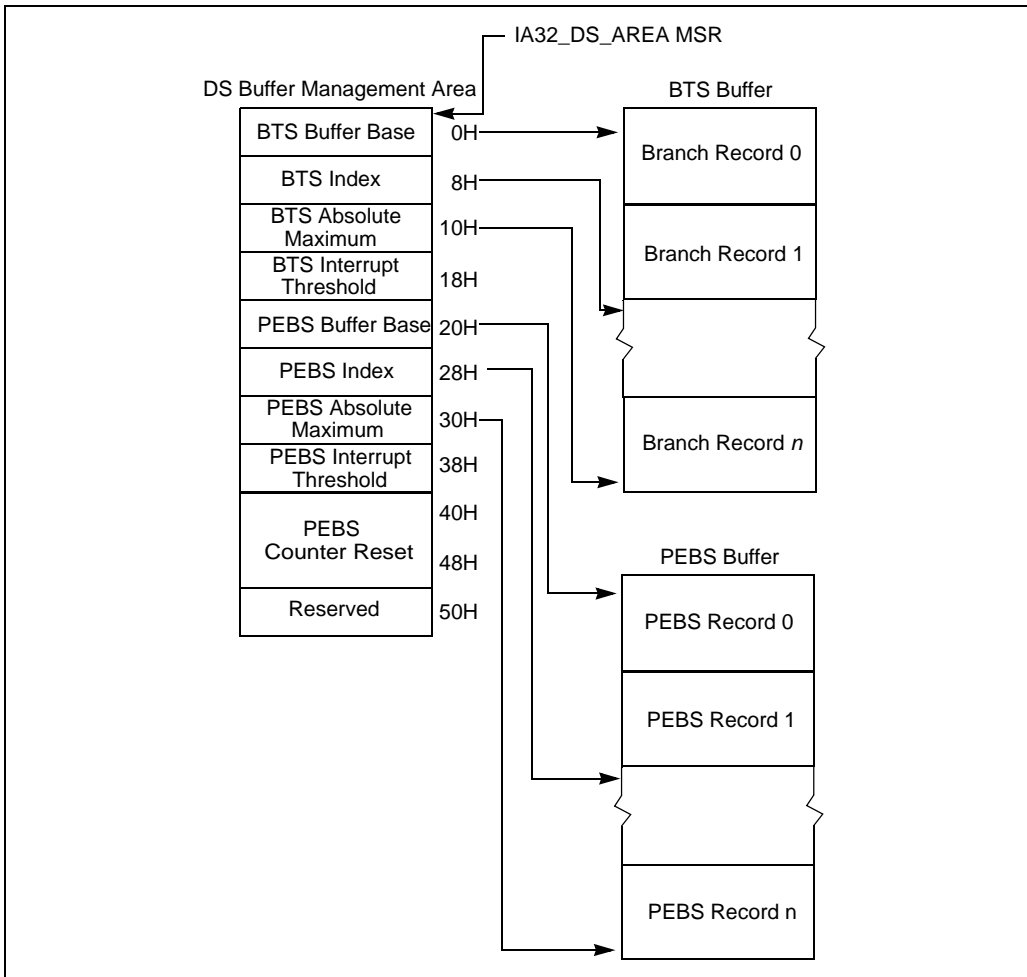 IA32_DS_AREA MSR
DS Buffer Management Area
BTS Buffer Base 0H
BTS Index 8H
BTS Absolute
Maximum 10H
BTS Interrupt
Threshold 18H
PEBS Buffer Base 20H
PEBS Index 28H
PEBS Absolute
Maximum 30H
PEBS Interrupt
Threshold 38H
40H
PEBS
Counter Reset
48H
Reserved 50H
BTS Buffer
Branch Record 0
Branch Record 1
Branch Record n
PEBS Buffer
PEBS Record 0
PEBS Record 1
PEBS Record n